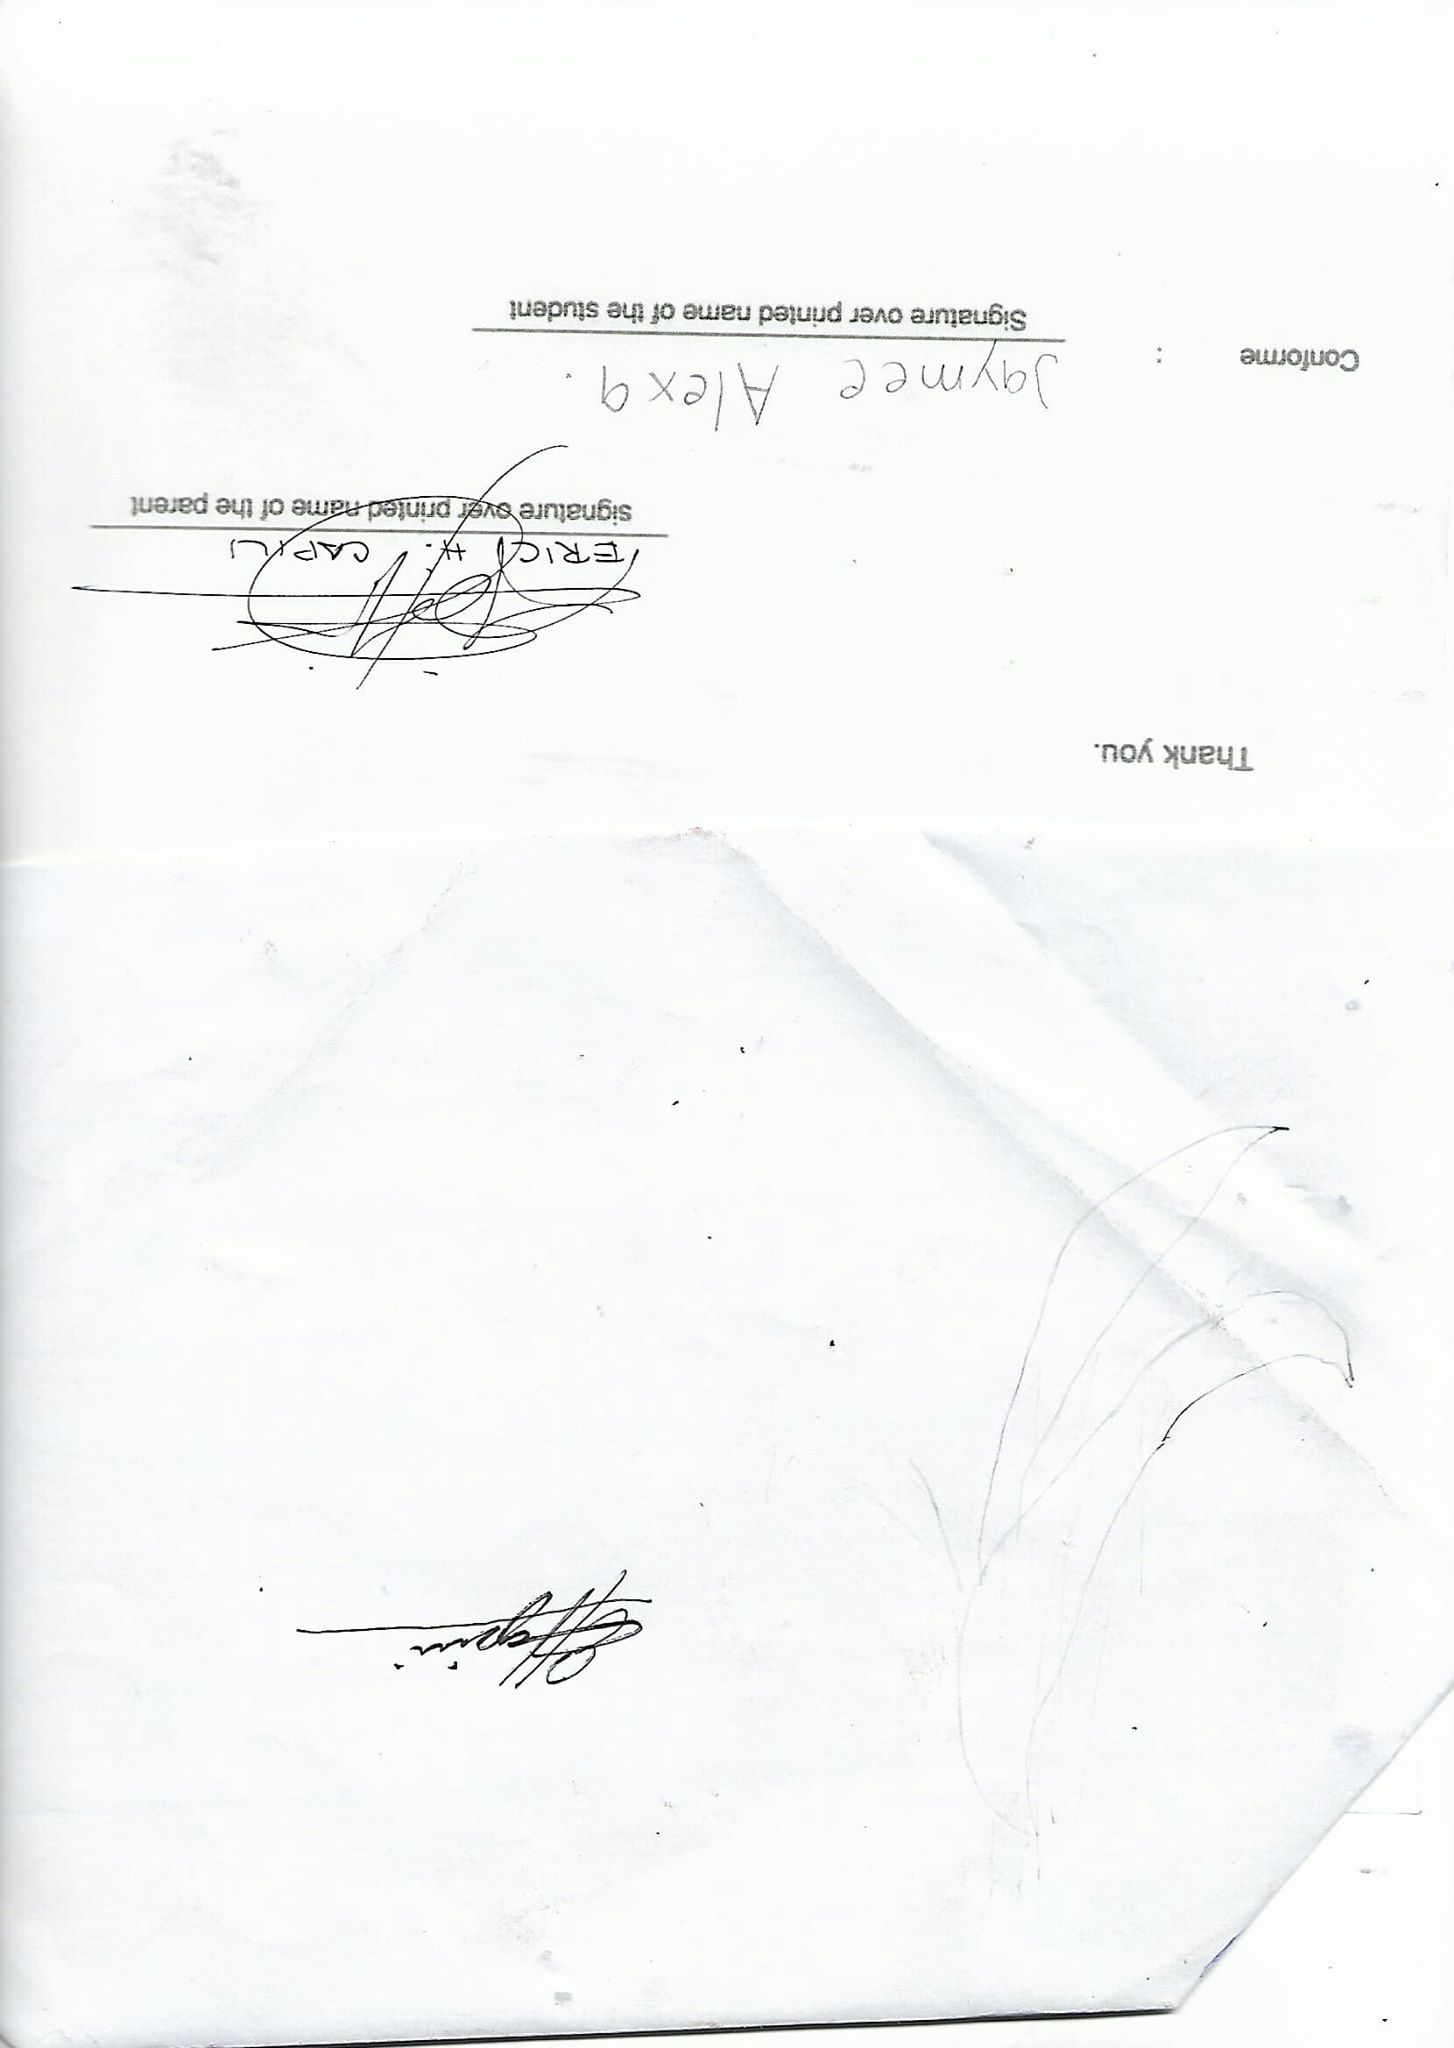 Thank you.
ERIC H. CAPILI
signature over printed name of the parent
Jaymee Alexa.
Conforme :
Signature over printed name of the student